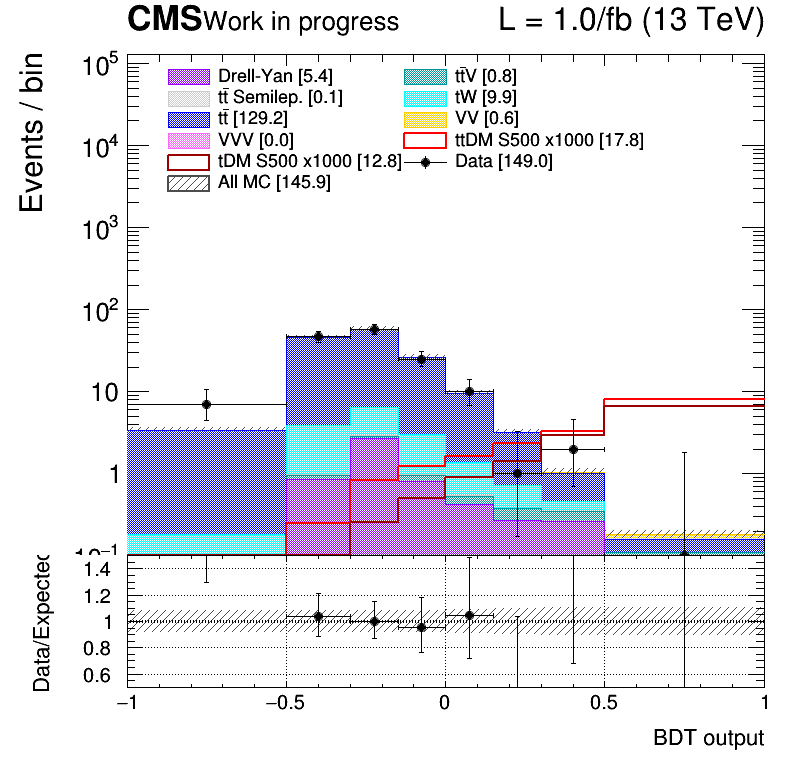 CMS Work in progress L = 1.0/fb (13 TeV)
Events / bin
10⁵
10⁴
10³
10²
10
1
10⁻¹
Drell-Yan [5.4] tt̄V [0.8]
tt̄ Semilep. [0.1] tW [9.9]
tt̄ [129.2] VV [0.6]
VVV [0.0] ttDM S500 x1000 [17.8]
tDM S500 x1000 [12.8] Data [149.0]
All MC [145.9]
Data/Expected
1.4
1.2
1
0.8
0.6
−1 −0.5 0 0.5 1
BDT output